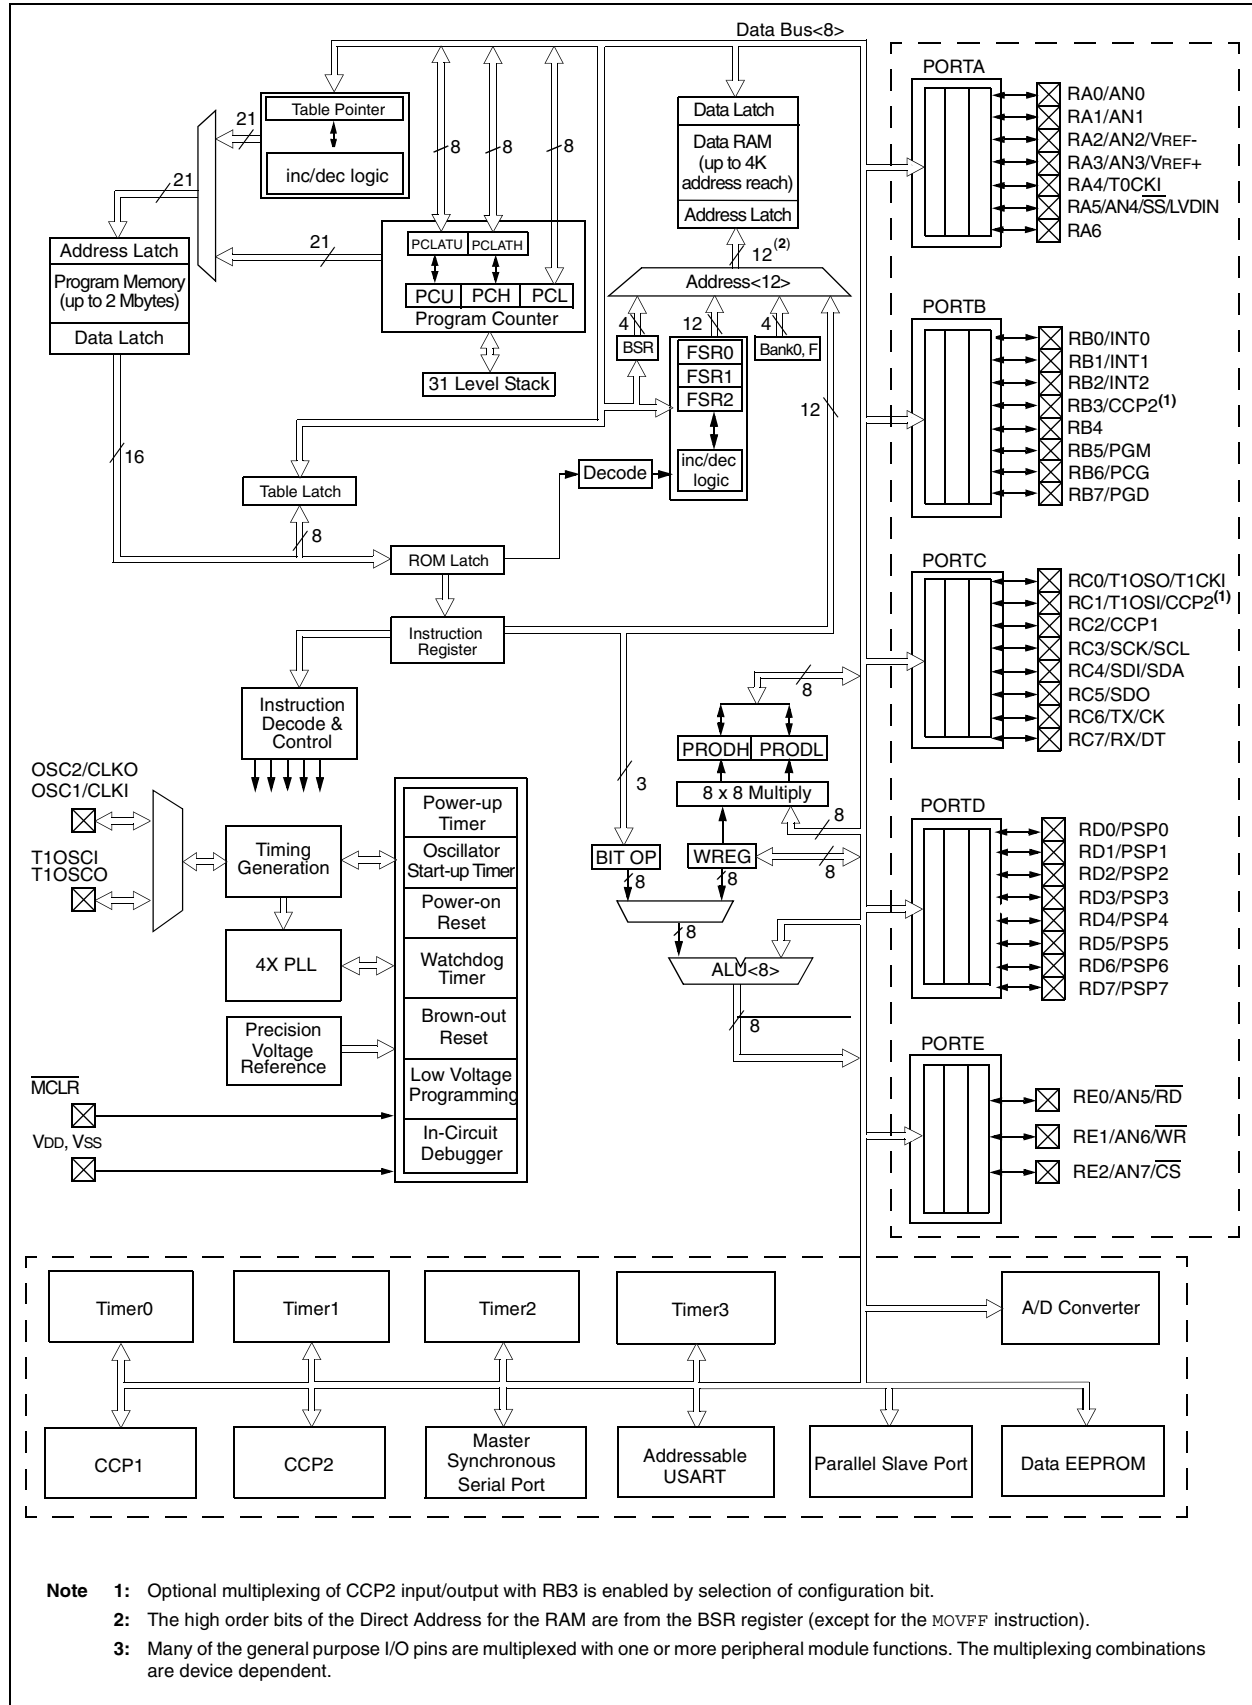 Data Bus<8>
Table Pointer
inc/dec logic
21
21
21
8
8
8
Address Latch
Program Memory
(up to 2 Mbytes)
Data Latch
PCLATU
PCLATH
PCU
PCH
PCL
Program Counter
31 Level Stack
Data Latch
Data RAM
(up to 4K
address reach)
Address Latch
12(2)
Address<12>
4
12
4
BSR
FSR0
FSR1
FSR2
Bank0, F
inc/dec
logic
12
Decode
16
Table Latch
8
ROM Latch
Instruction
Register
Instruction
Decode &
Control
OSC2/CLKO
OSC1/CLKI
T1OSCI
T1OSCO
Timing
Generation
4X PLL
Precision
Voltage
Reference
MCLR
VDD, VSS
Power-up
Timer
Oscillator
Start-up Timer
Power-on
Reset
Watchdog
Timer
Brown-out
Reset
Low Voltage
Programming
In-Circuit
Debugger
8
PRODH
PRODL
8 x 8 Multiply
3
8
BIT OP
WREG
8
8
8
8
ALU<8>
8
PORTA
RA0/AN0
RA1/AN1
RA2/AN2/VREF-
RA3/AN3/VREF+
RA4/T0CKI
RA5/AN4/SS/LVDIN
RA6
PORTB
RB0/INT0
RB1/INT1
RB2/INT2
RB3/CCP2(1)
RB4
RB5/PGM
RB6/PCG
RB7/PGD
PORTC
RC0/T1OSO/T1CKI
RC1/T1OSI/CCP2(1)
RC2/CCP1
RC3/SCK/SCL
RC4/SDI/SDA
RC5/SDO
RC6/TX/CK
RC7/RX/DT
PORTD
RD0/PSP0
RD1/PSP1
RD2/PSP2
RD3/PSP3
RD4/PSP4
RD5/PSP5
RD6/PSP6
RD7/PSP7
PORTE
RE0/AN5/RD
RE1/AN6/WR
RE2/AN7/CS
Timer0
Timer1
Timer2
Timer3
A/D Converter
CCP1
CCP2
Master
Synchronous
Serial Port
Addressable
USART
Parallel Slave Port
Data EEPROM
Note 1: Optional multiplexing of CCP2 input/output with RB3 is enabled by selection of configuration bit.
2: The high order bits of the Direct Address for the RAM are from the BSR register (except for the MOVFF instruction).
3: Many of the general purpose I/O pins are multiplexed with one or more peripheral module functions. The multiplexing combinations
are device dependent.